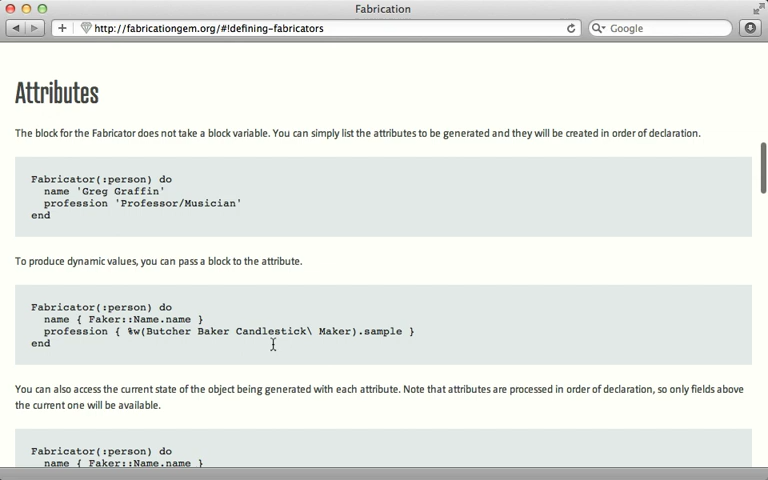 Fabrication
http://fabricationgem.org/#!defining-fabricators
Google
Attributes
The block for the Fabricator does not take a block variable. You can simply list the attributes to be generated and they will be created in order of declaration.
Fabricator(:person) do
  name 'Greg Graffin'
  profession 'Professor/Musician'
end
To produce dynamic values, you can pass a block to the attribute.
Fabricator(:person) do
  name { Faker::Name.name }
  profession { %w(Butcher Baker Candlestick\ Maker).sample }
end
You can also access the current state of the object being generated with each attribute. Note that attributes are processed in order of declaration, so only fields above
the current one will be available.
Fabricator(:person) do
  name { Faker::Name.name }